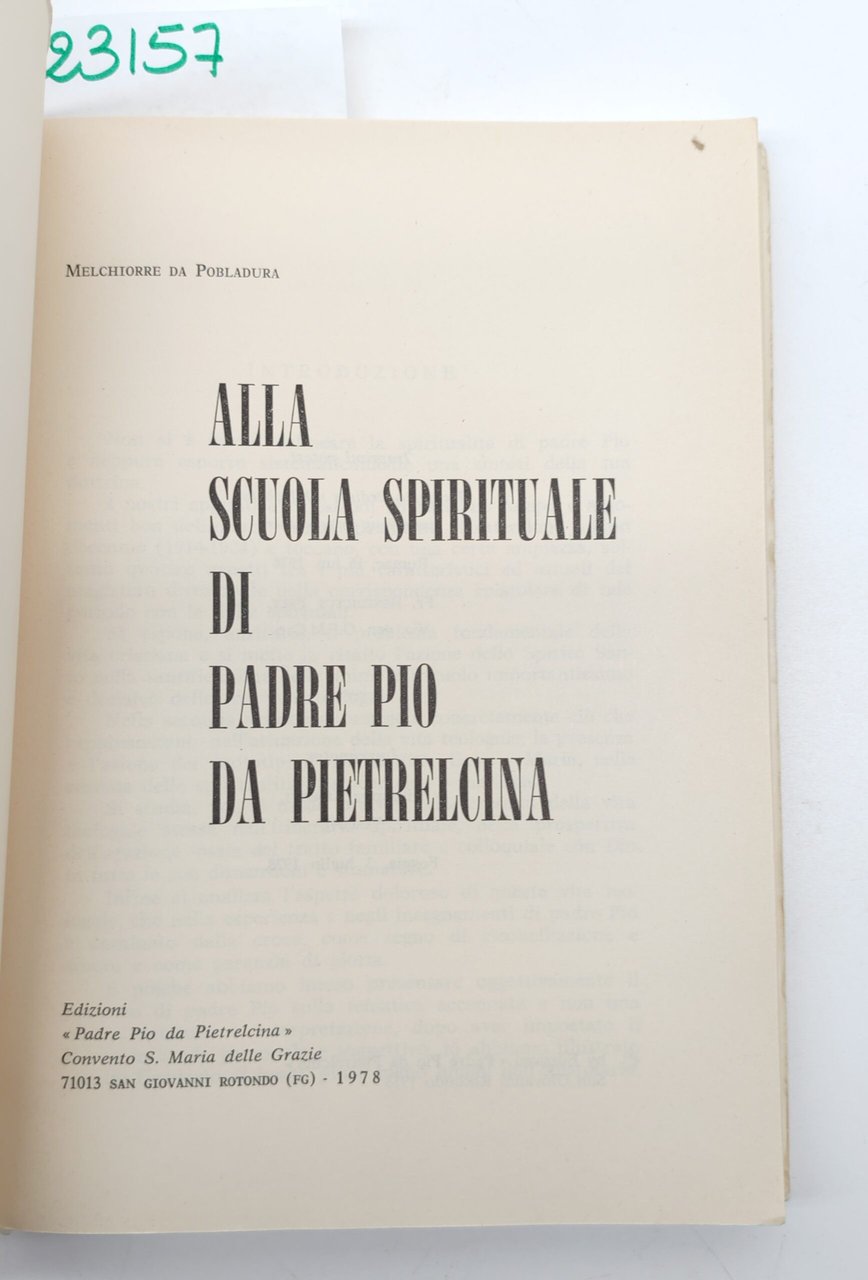 23157
MELCHIORRE DA POBLADURA
ALLA
SCUOLA SPIRITUALE
DI
PADRE PIO
DA PIETRELCINA
Edizioni
« Padre Pio da Pietrelcina »
Convento S. Maria delle Grazie
71013 SAN GIOVANNI ROTONDO (FG) - 1978